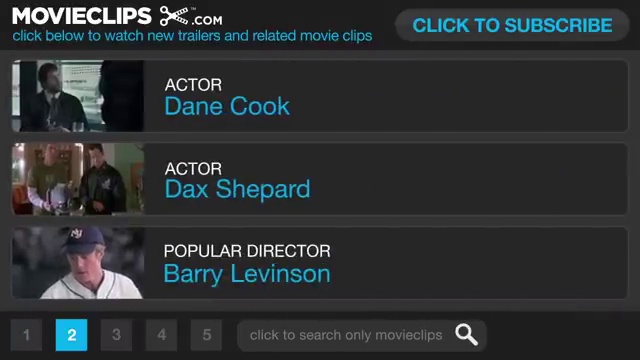 MOVIECLIPS .COM
click below to watch new trailers and related movie clips
CLICK TO SUBSCRIBE
ACTOR
Dane Cook
ACTOR
Dax Shepard
POPULAR DIRECTOR
Barry Levinson
1 2 3 4 5
click to search only movieclips